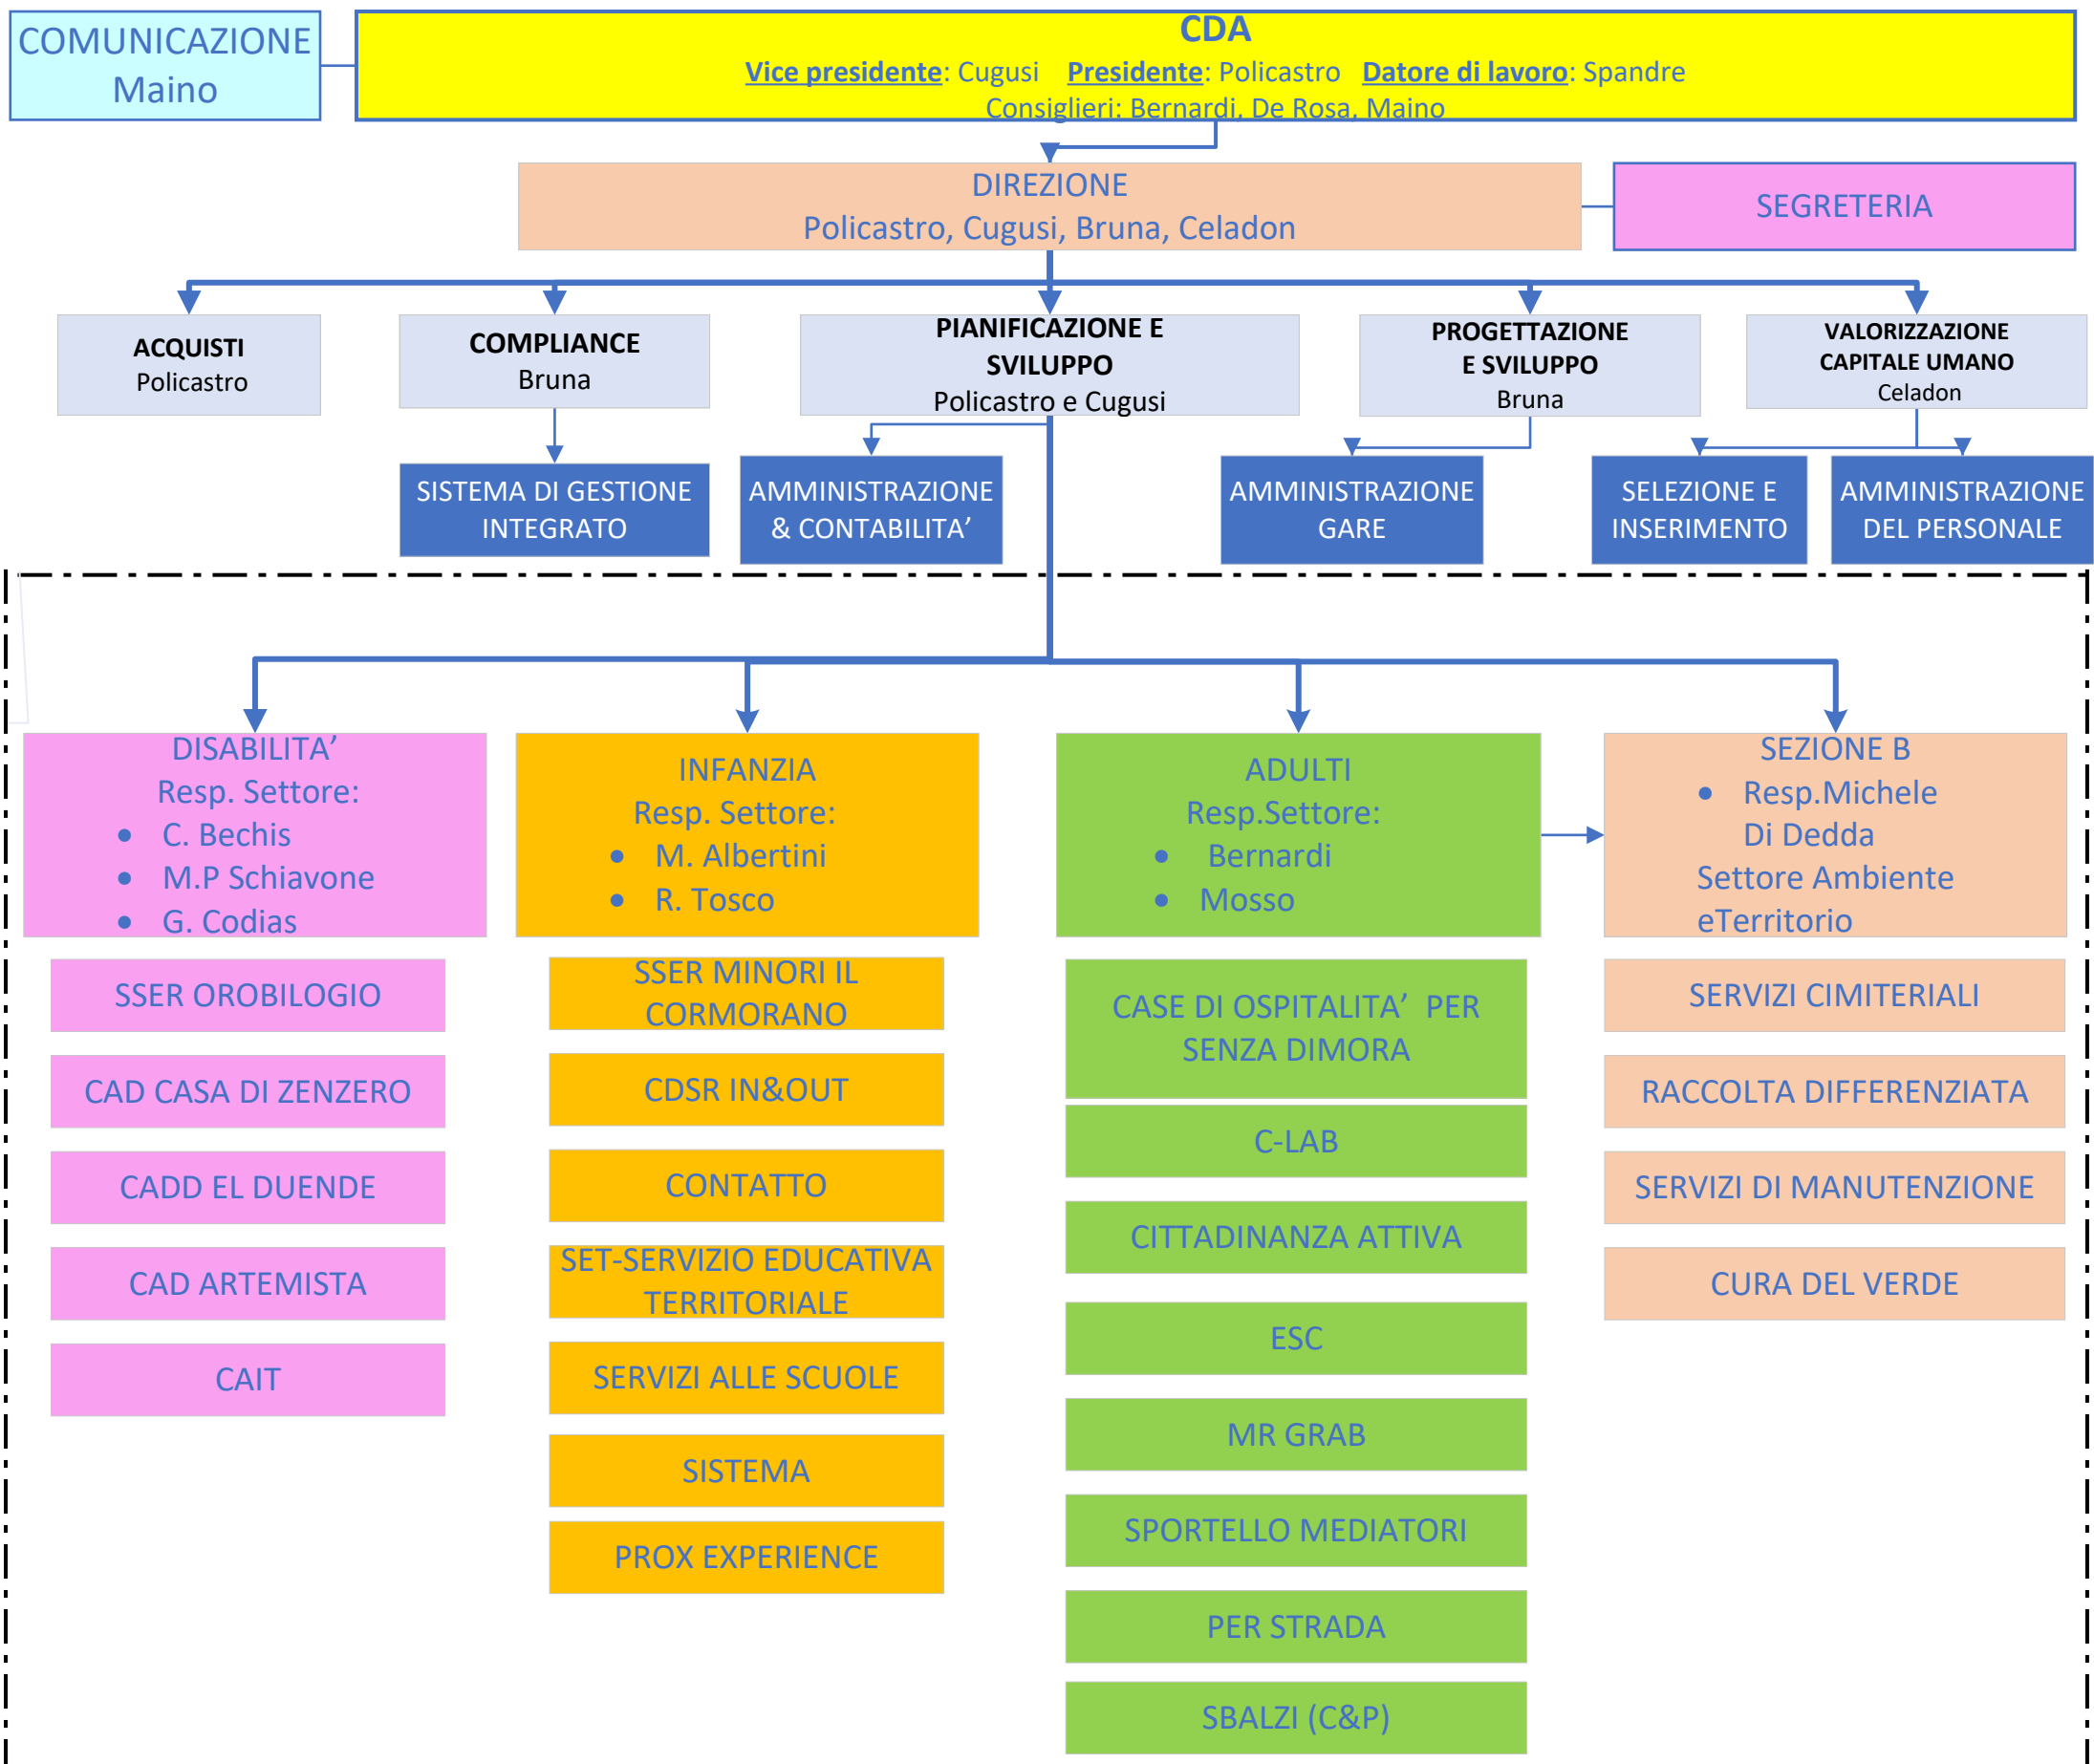 COMUNICAZIONE
Maino
CDA
Vice presidente: Cugusi Presidente: Policastro Datore di lavoro: Spandre
Consiglieri: Bernardi, De Rosa, Maino
DIREZIONE
Policastro, Cugusi, Bruna, Celadon
SEGRETERIA
ACQUISTI
Policastro
COMPLIANCE
Bruna
PIANIFICAZIONE E
SVILUPPO
Policastro e Cugusi
PROGETTAZIONE
E SVILUPPO
Bruna
VALORIZZAZIONE
CAPITALE UMANO
Celadon
SISTEMA DI GESTIONE
INTEGRATO
AMMINISTRAZIONE
& CONTABILITA’
AMMINISTRAZIONE
GARE
SELEZIONE E
INSERIMENTO
AMMINISTRAZIONE
DEL PERSONALE
DISABILITA’
Resp. Settore:
• C. Bechis
• M.P Schiavone
• G. Codias
INFANZIA
Resp. Settore:
• M. Albertini
• R. Tosco
ADULTI
Resp.Settore:
• Bernardi
• Mosso
SEZIONE B
• Resp.Michele
Di Dedda
Settore Ambiente
eTerritorio
SSER OROBILOGIO
CAD CASA DI ZENZERO
CADD EL DUENDE
CAD ARTEMISTA
CAIT
SSER MINORI IL
CORMORANO
CDSR IN&OUT
CONTATTO
SET-SERVIZIO EDUCATIVA
TERRITORIALE
SERVIZI ALLE SCUOLE
SISTEMA
PROX EXPERIENCE
CASE DI OSPITALITA’ PER
SENZA DIMORA
C-LAB
CITTADINANZA ATTIVA
ESC
MR GRAB
SPORTELLO MEDIATORI
PER STRADA
SBALZI (C&P)
SERVIZI CIMITERIALI
RACCOLTA DIFFERENZIATA
SERVIZI DI MANUTENZIONE
CURA DEL VERDE